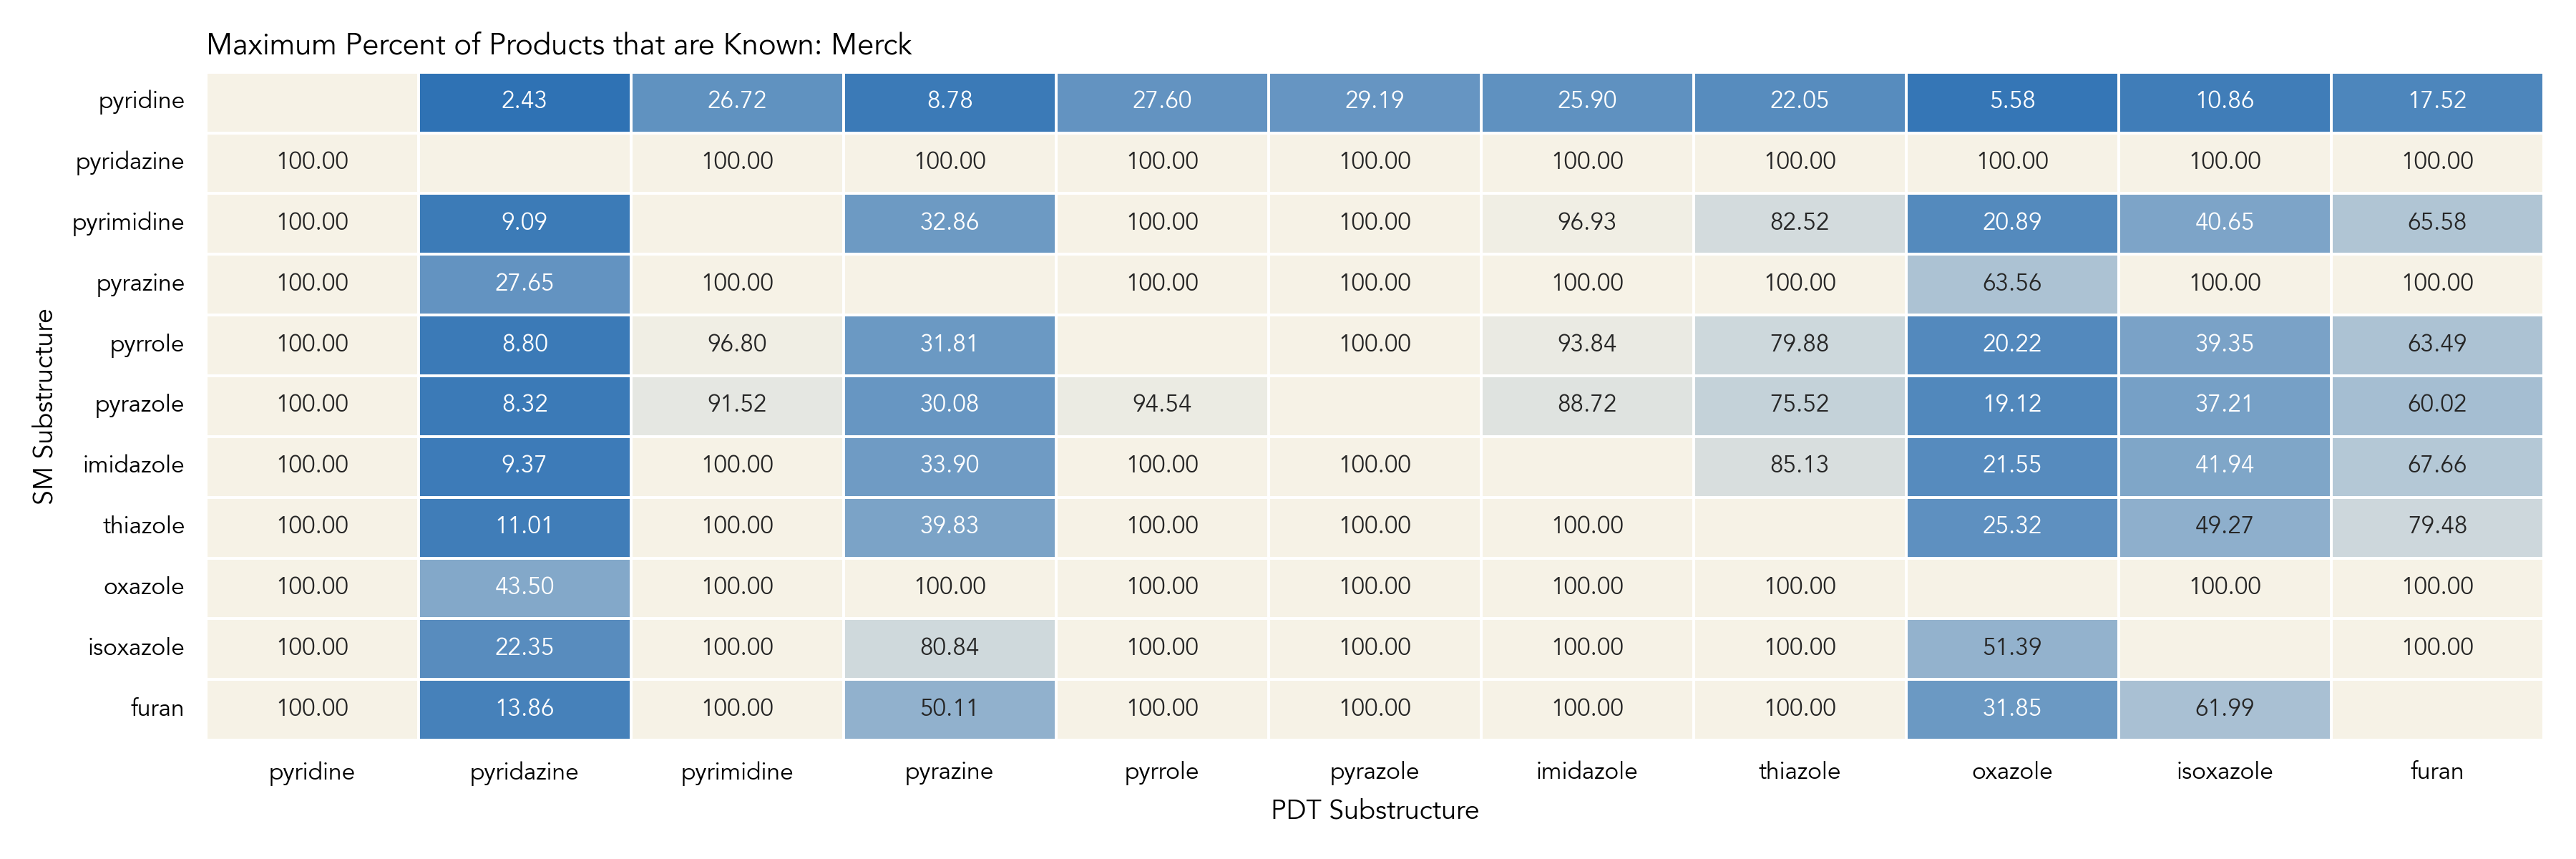 Maximum Percent of Products that are Known: Merck
pyridine 2.43 26.72 8.78 27.60 29.19 25.90 22.05 5.58 10.86 17.52
pyridazine 100.00 100.00 100.00 100.00 100.00 100.00 100.00 100.00 100.00 100.00
pyrimidine 100.00 9.09 32.86 100.00 100.00 96.93 82.52 20.89 40.65 65.58
pyrazine 100.00 27.65 100.00 100.00 100.00 100.00 100.00 63.56 100.00 100.00
pyrrole 100.00 8.80 96.80 31.81 100.00 93.84 79.88 20.22 39.35 63.49
pyrazole 100.00 8.32 91.52 30.08 94.54 88.72 75.52 19.12 37.21 60.02
imidazole 100.00 9.37 100.00 33.90 100.00 100.00 85.13 21.55 41.94 67.66
thiazole 100.00 11.01 100.00 39.83 100.00 100.00 100.00 25.32 49.27 79.48
oxazole 100.00 43.50 100.00 100.00 100.00 100.00 100.00 100.00 100.00 100.00
isoxazole 100.00 22.35 100.00 80.84 100.00 100.00 100.00 100.00 51.39 100.00
furan 100.00 13.86 100.00 50.11 100.00 100.00 100.00 100.00 31.85 61.99
SM Substructure
pyridine pyridazine pyrimidine pyrazine pyrrole pyrazole imidazole thiazole oxazole isoxazole furan
PDT Substructure